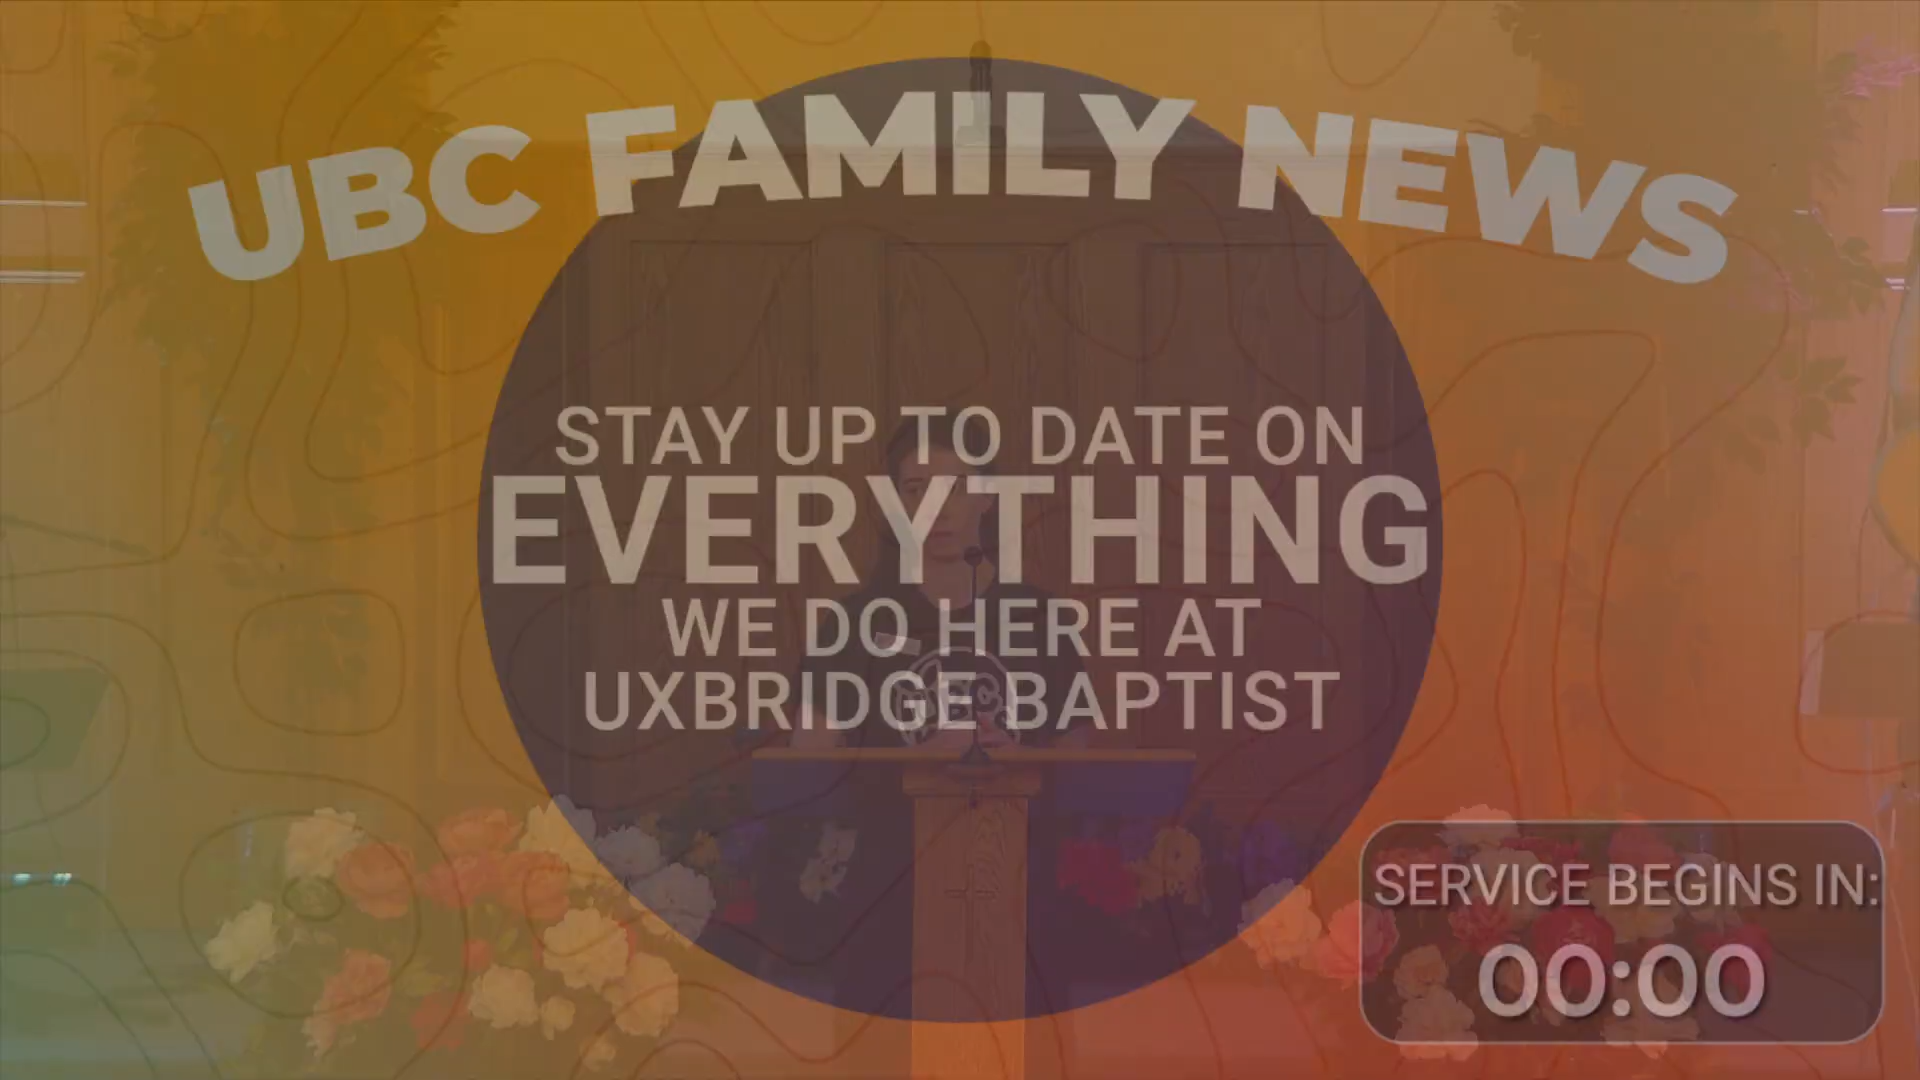 UBC FAMILY NEWS
STAY UP TO DATE ON
EVERYTHING
WE DO HERE AT
UXBRIDGE BAPTIST
SERVICE BEGINS IN:
00:00